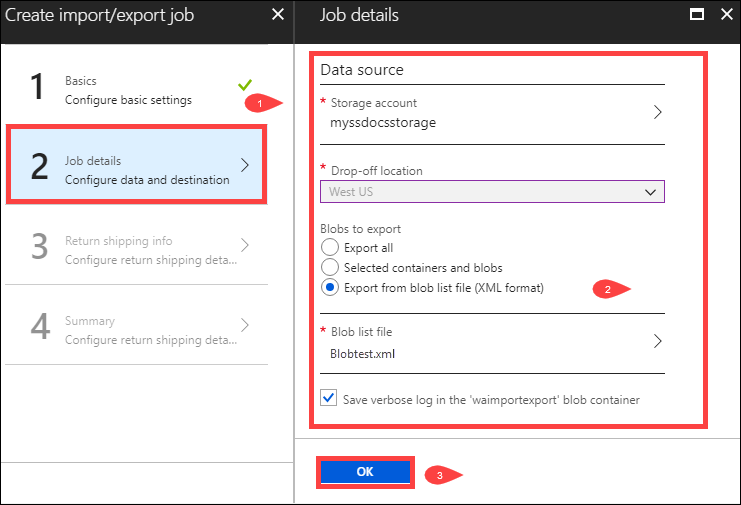 Create import/export job
1
Basics
Configure basic settings
1
2
Job details
Configure data and destination
3
Return shipping info
Configure return shipping deta...
4
Summary
Configure return shipping deta...
Job details
Data source
* Storage account
myssdocsstorage
* Drop-off location
West US
Blobs to export
Export all
Selected containers and blobs
Export from blob list file (XML format)
2
* Blob list file
Blobtest.xml
Save verbose log in the 'waimportexport' blob container
OK
3